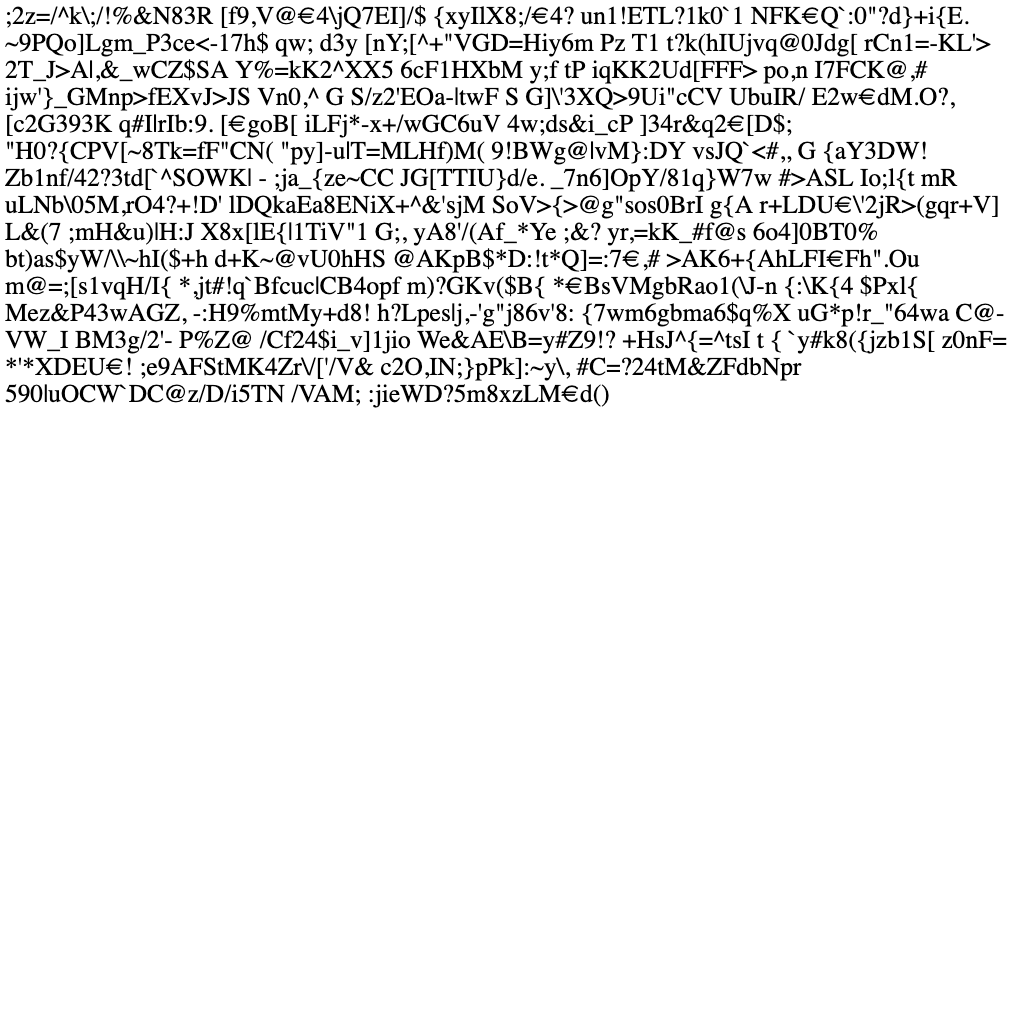 ;2z=/^k\;/!%&N83R [f9,V@€4\jQ7EI]/$ {xyIlX8;/€4? un1!ETL?1k0`1 NFK€Q`:0"?d}+i{E.
~9PQo]Lgm_P3ce<-17h$ qw; d3y [nY;[^+"VGD=Hiy6m Pz T1 t?k(hIUjvq@0Jdg[ rCn1=-KL'>
2T_J>A|,&_wCZ$SA Y%=kK2^XX5 6cF1HXbM y;f tP iqKK2Ud[FFF> po,n I7FCK@,#
ijw'}_GMnp>fEXvJ>JS Vn0,^ G S/z2'EOa-|twF S G]\'3XQ>9Ui"cCV UbuIR/ E2w€dM.O?,
[c2G393K q#I|rIb:9. [€goB[ iLFj*-x+/wGC6uV 4w;ds&i_cP ]34r&q2€[D$;
"H0?{CPV[~8Tk=fF"CN( "py]-u|T=MLHf)M( 9!BWg@|vM}:DY vsJQ`<#,, G {aY3DW!
Zb1nf/42?3td[`^SOWK| - ;ja_{ze~CC JG[TTIU}d/e. _7n6]OpY/81q}W7w #>ASL Io;l{t mR
uLNb\05M,rO4?+!D' lDQkaEa8ENiX+^&'sjM SoV>{>@g"sos0BrI g{A r+LDU€\'2jR>(gqr+V]
L&(7 ;mH&u)|H:J X8x[lE{|1TiV"1 G;, yA8'/(Af_*Ye ;&? yr,=kK_#f@s 6o4]0BT0%
bt)as$yW/\\~hI($+h d+K~@vU0hHS @AKpB$*D:!t*Q]=:7€,# >AK6+{AhLFI€Fh".Ou
m@=;[s1vqH/I{ *,jt#!q`Bfcuc|CB4opf m)?GKv($B{ *€BsVMgbRao1(\J-n {:\K{4 $Pxl{
Mez&P43wAGZ, -:H9%mtMy+d8! h?Lpes|j,-'g"j86v'8: {7wm6gbma6$q%X uG*p!r_"64wa C@-
VW_I BM3g/2'- P%Z@ /Cf24$i_v]1jio We&AE\B=y#Z9!? +HsJ^{=^tsI t { `y#k8({jzb1S[ z0nF=
*'*XDEU€! ;e9AFStMK4Zr\/['/V& c2O,IN;}pPk]:~y\, #C=?24tM&ZFdbNpr
590|uOCW`DC@z/D/i5TN /VAM; :jieWD?5m8xzLM€d()